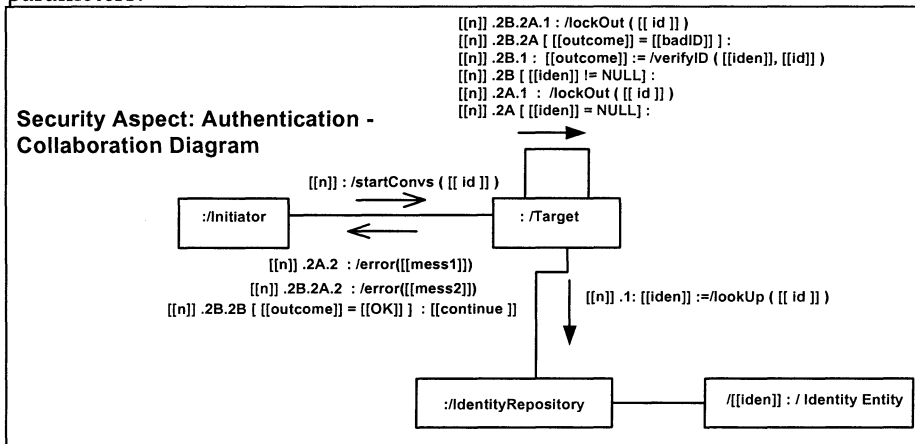 [[n]] .2B.2A.1 : /lockOut ( [[ id ]] )
[[n]] .2B.2A [ [[outcome]] = [[badID]] ] :
[[n]] .2B.1 : [[outcome]] := /verifyID ( [[iden]], [[id]] )
[[n]] .2B [ [[iden]] != NULL] :
[[n]] .2A.1 : /lockOut ( [[ id ]] )
[[n]] .2A [ [[iden]] = NULL] :
Security Aspect: Authentication -
Collaboration Diagram
[[n]] : /startConvs ( [[ id ]] )
:/Initiator
: /Target
[[n]] .2A.2 : /error([[mess1]])
[[n]] .2B.2A.2 : /error([[mess2]])
[[n]] .2B.2B [ [[outcome]] = [[OK]] ] : [[continue ]]
[[n]] .1: [[iden]] :=/lookUp ( [[ id ]] )
:/IdentityRepository
/[[iden]] : / Identity Entity